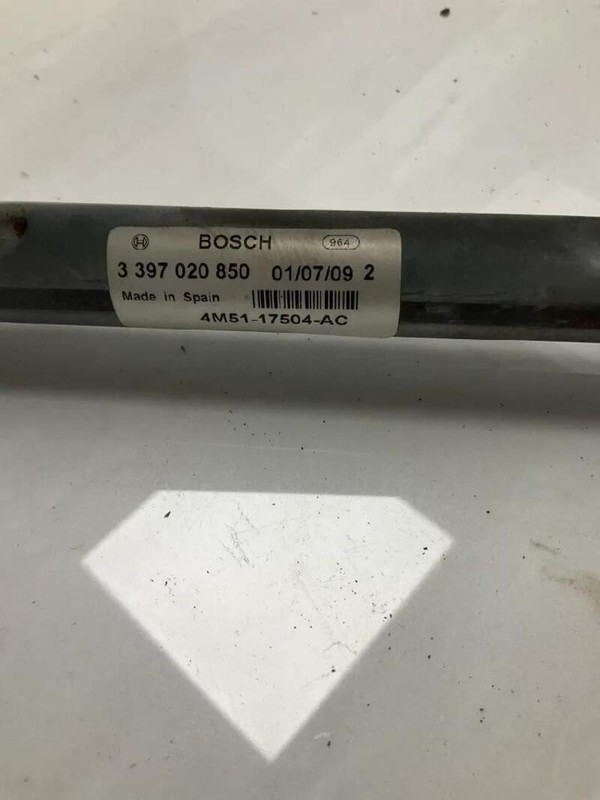 BOSCH 964
3 397 020 850 01/07/09 2
Made in Spain
4M51-17504-AC